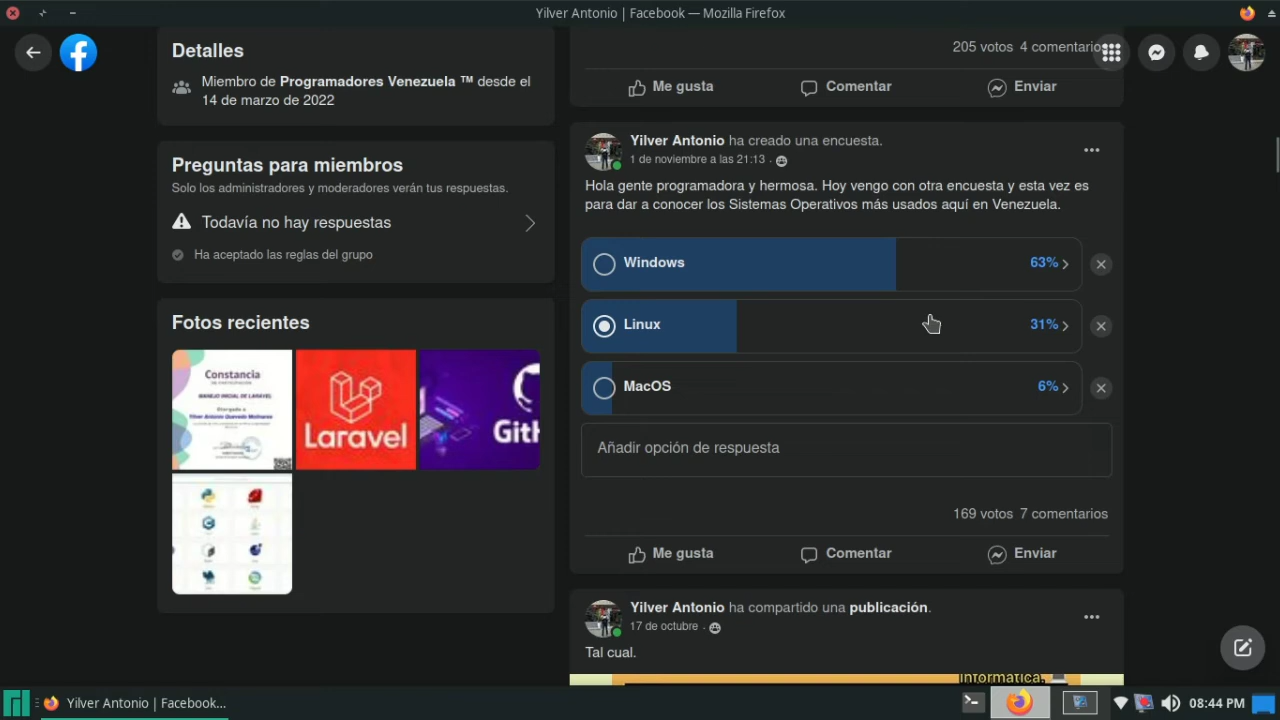 Yilver Antonio | Facebook — Mozilla Firefox
Detalles
Miembro de Programadores Venezuela ™ desde el
14 de marzo de 2022
Preguntas para miembros
Solo los administradores y moderadores verán tus respuestas.
Todavía no hay respuestas
Ha aceptado las reglas del grupo
Fotos recientes
Constancia
MANEJO INICIAL DE LARAVEL
Laravel
GitH
205 votos 4 comentarios
Me gusta
Comentar
Enviar
Yilver Antonio ha creado una encuesta.
1 de noviembre a las 21:13 ·
Hola gente programadora y hermosa. Hoy vengo con otra encuesta y esta vez es
para dar a conocer los Sistemas Operativos más usados aquí en Venezuela.
Windows 63%
Linux 31%
MacOS 6%
Añadir opción de respuesta
169 votos 7 comentarios
Me gusta
Comentar
Enviar
Yilver Antonio ha compartido una publicación.
17 de octubre ·
Tal cual.
informatica,
Yilver Antonio | Facebook...
08:44 PM